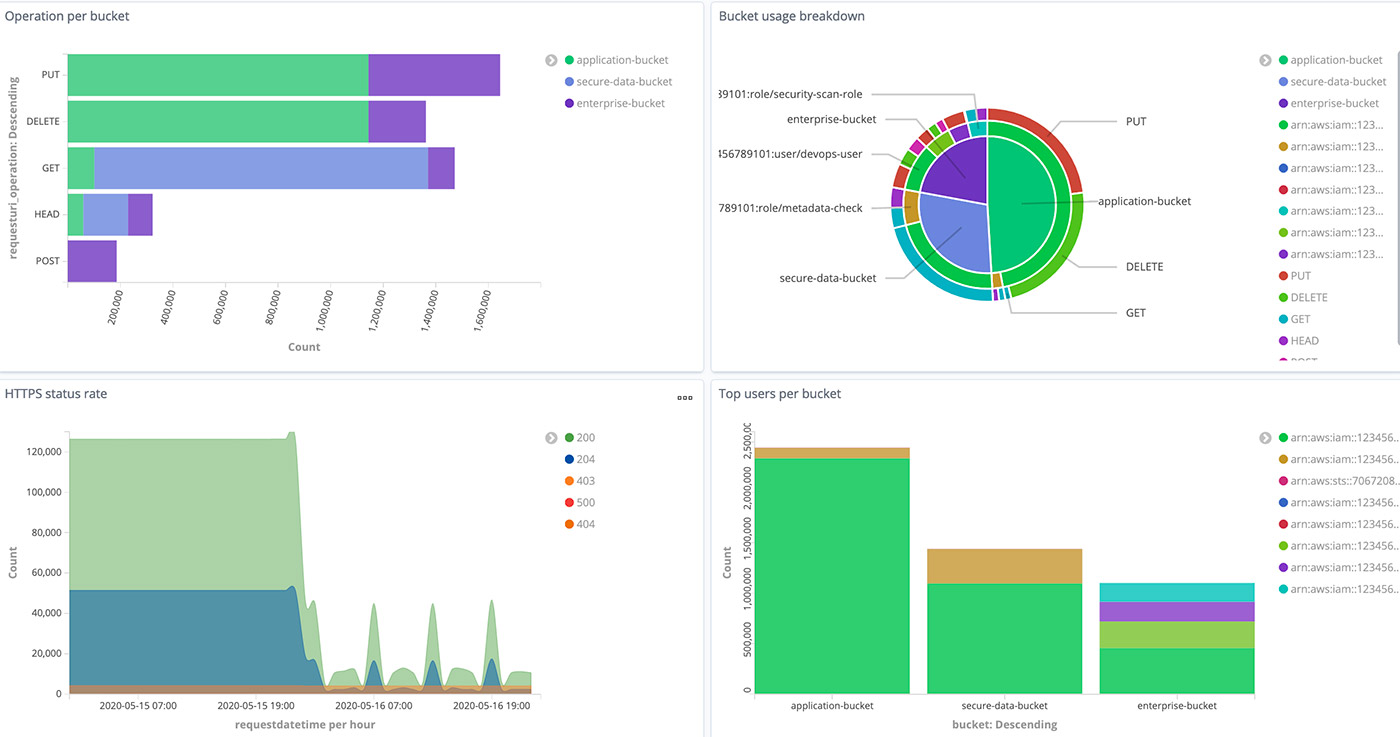 Operation per bucket
requesturi_operation: Descending
PUT
DELETE
GET
HEAD
POST
200,000
400,000
600,000
800,000
1,000,000
1,200,000
1,400,000
1,600,000
Count
application-bucket
secure-data-bucket
enterprise-bucket
Bucket usage breakdown
39101:role/security-scan-role
enterprise-bucket
456789101:user/devops-user
789101:role/metadata-check
secure-data-bucket
PUT
application-bucket
DELETE
GET
application-bucket
secure-data-bucket
enterprise-bucket
arn:aws:iam::123...
arn:aws:iam::123...
arn:aws:iam::123...
arn:aws:iam::123...
arn:aws:iam::123...
arn:aws:iam::123...
arn:aws:iam::123...
PUT
DELETE
GET
HEAD
POST
HTTPS status rate
Count
120,000
100,000
80,000
60,000
40,000
20,000
0
2020-05-15 07:00
2020-05-15 19:00
2020-05-16 07:00
2020-05-16 19:00
requestdatetime per hour
200
204
403
500
404
Top users per bucket
Count
2,500,00
2,000,000
1,500,000
1,000,000
500,000
0
application-bucket
secure-data-bucket
enterprise-bucket
bucket: Descending
arn:aws:iam::123456..
arn:aws:iam::123456..
arn:aws:sts::7067208..
arn:aws:iam::123456..
arn:aws:iam::123456..
arn:aws:iam::123456..
arn:aws:iam::123456..
arn:aws:iam::123456..